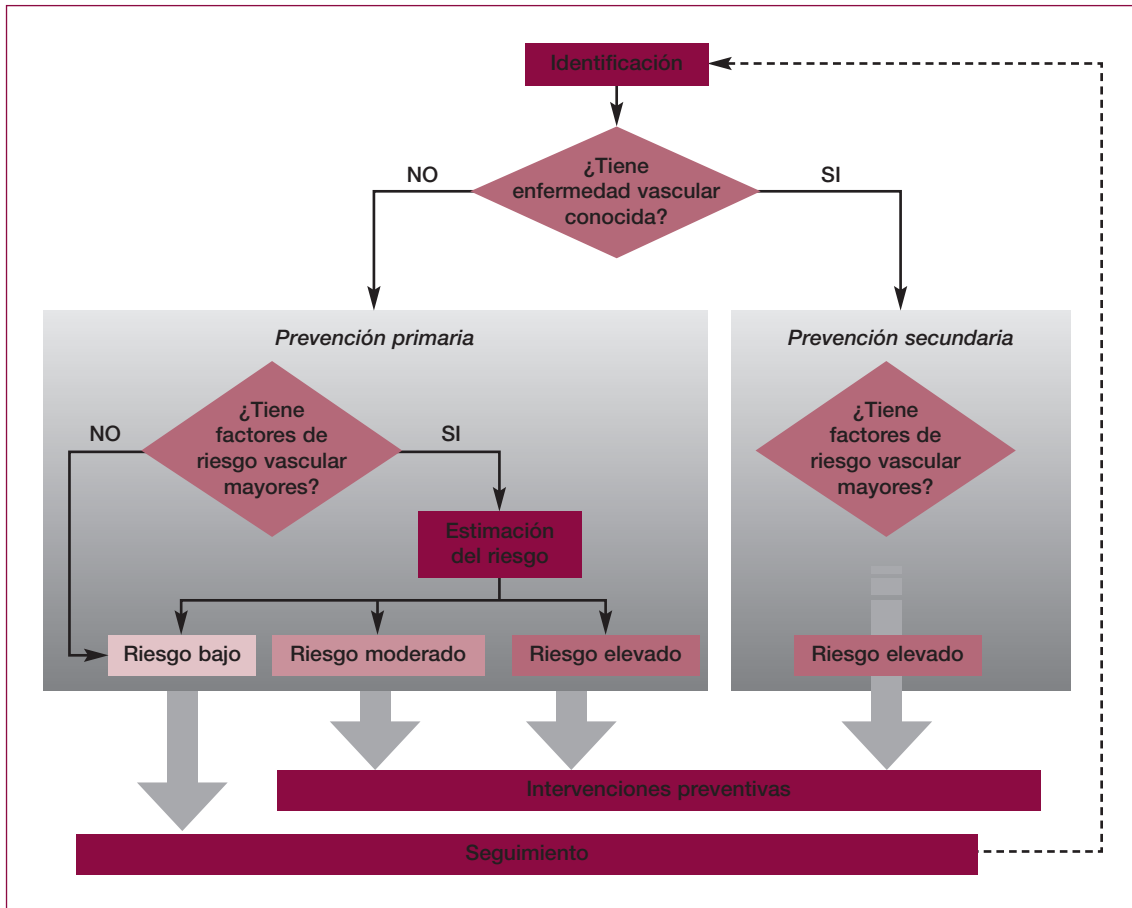 Identificación
¿Tiene
enfermedad vascular
conocida?
NO
SI
Prevención primaria
¿Tiene
factores de
riesgo vascular
mayores?
NO
SI
Estimación
del riesgo
Riesgo bajo
Riesgo moderado
Riesgo elevado
Prevención secundaria
¿Tiene
factores de
riesgo vascular
mayores?
Riesgo elevado
Intervenciones preventivas
Seguimiento